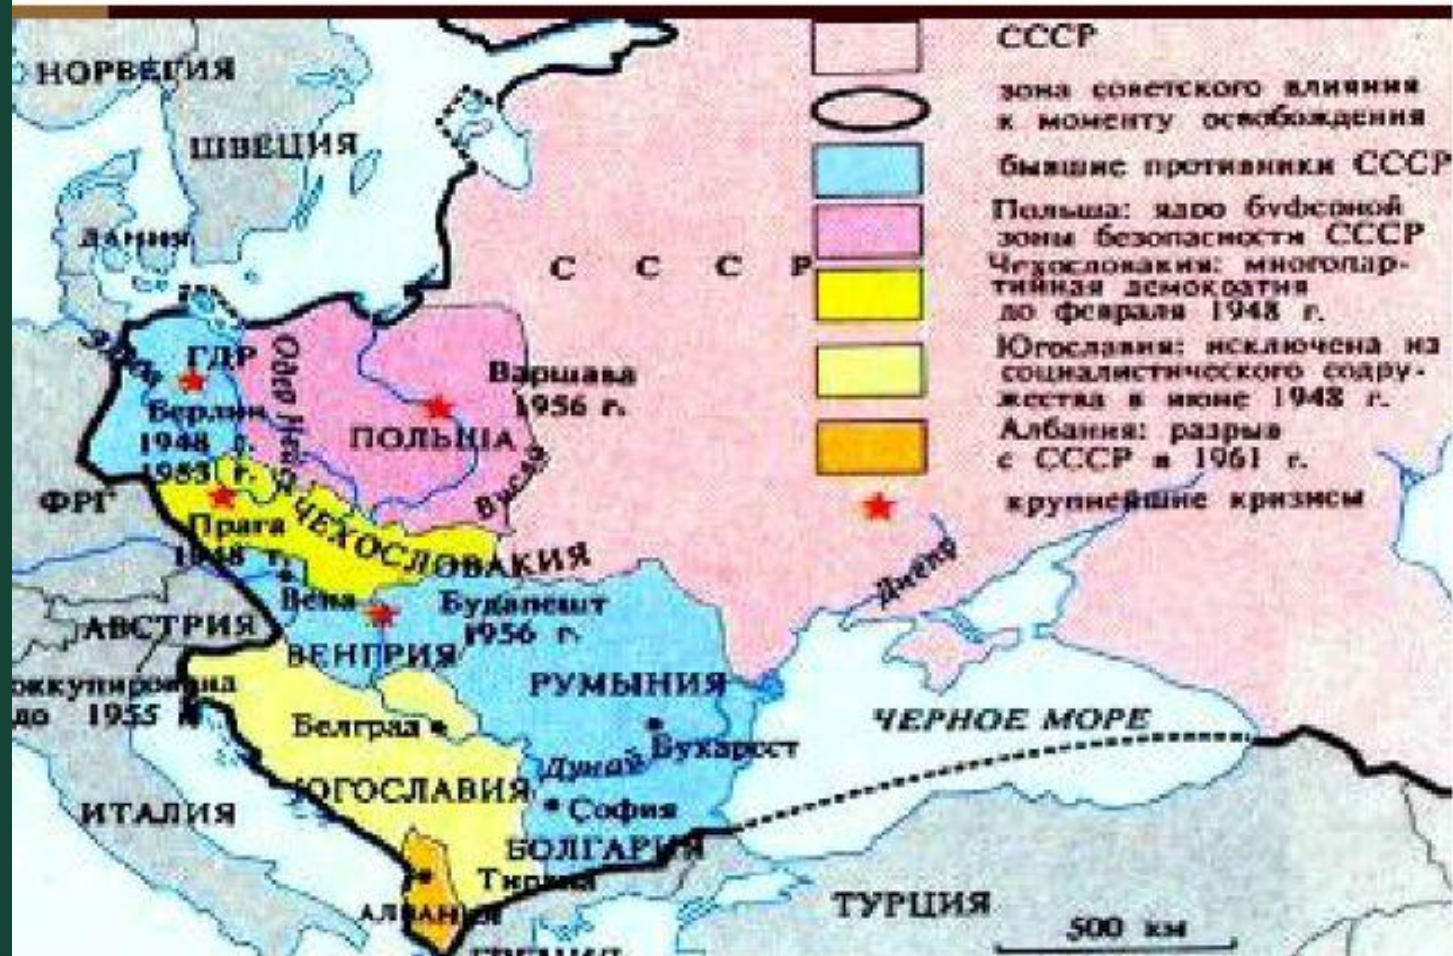 СССР
зона советского влияния
к моменту освобождения
бывшие противники СССР
Польша: ядро буферной
зоны безопасности СССР
Чехословакия: многопар-
тийная демократия
до февраля 1948 г.
Югославия: исключена из
социалистического содру-
жества в июне 1948 г.
Албания: разрыв
с СССР в 1961 г.
крупнейшие кризисы
НОРВЕГИЯ
ШВЕЦИЯ
ДАНИЯ
С С С Р
ГДР
Одер
Варшава
1956 г.
Берлин
1948 г.
ПОЛЬША
Висла
ФРГ
Прага
1948 г.
ЧЕХОСЛОВАКИЯ
Вена
Будапешт
1956 г.
Днепр
АВСТРИЯ
ВЕНГРИЯ
оккупирована
до 1955 г.
РУМЫНИЯ
Белград
Бухарест
ЧЕРНОЕ МОРЕ
Дунай
ЮГОСЛАВИЯ
София
ИТАЛИЯ
БОЛГАРИЯ
Тирана
АЛБАНИЯ
ТУРЦИЯ
500 км